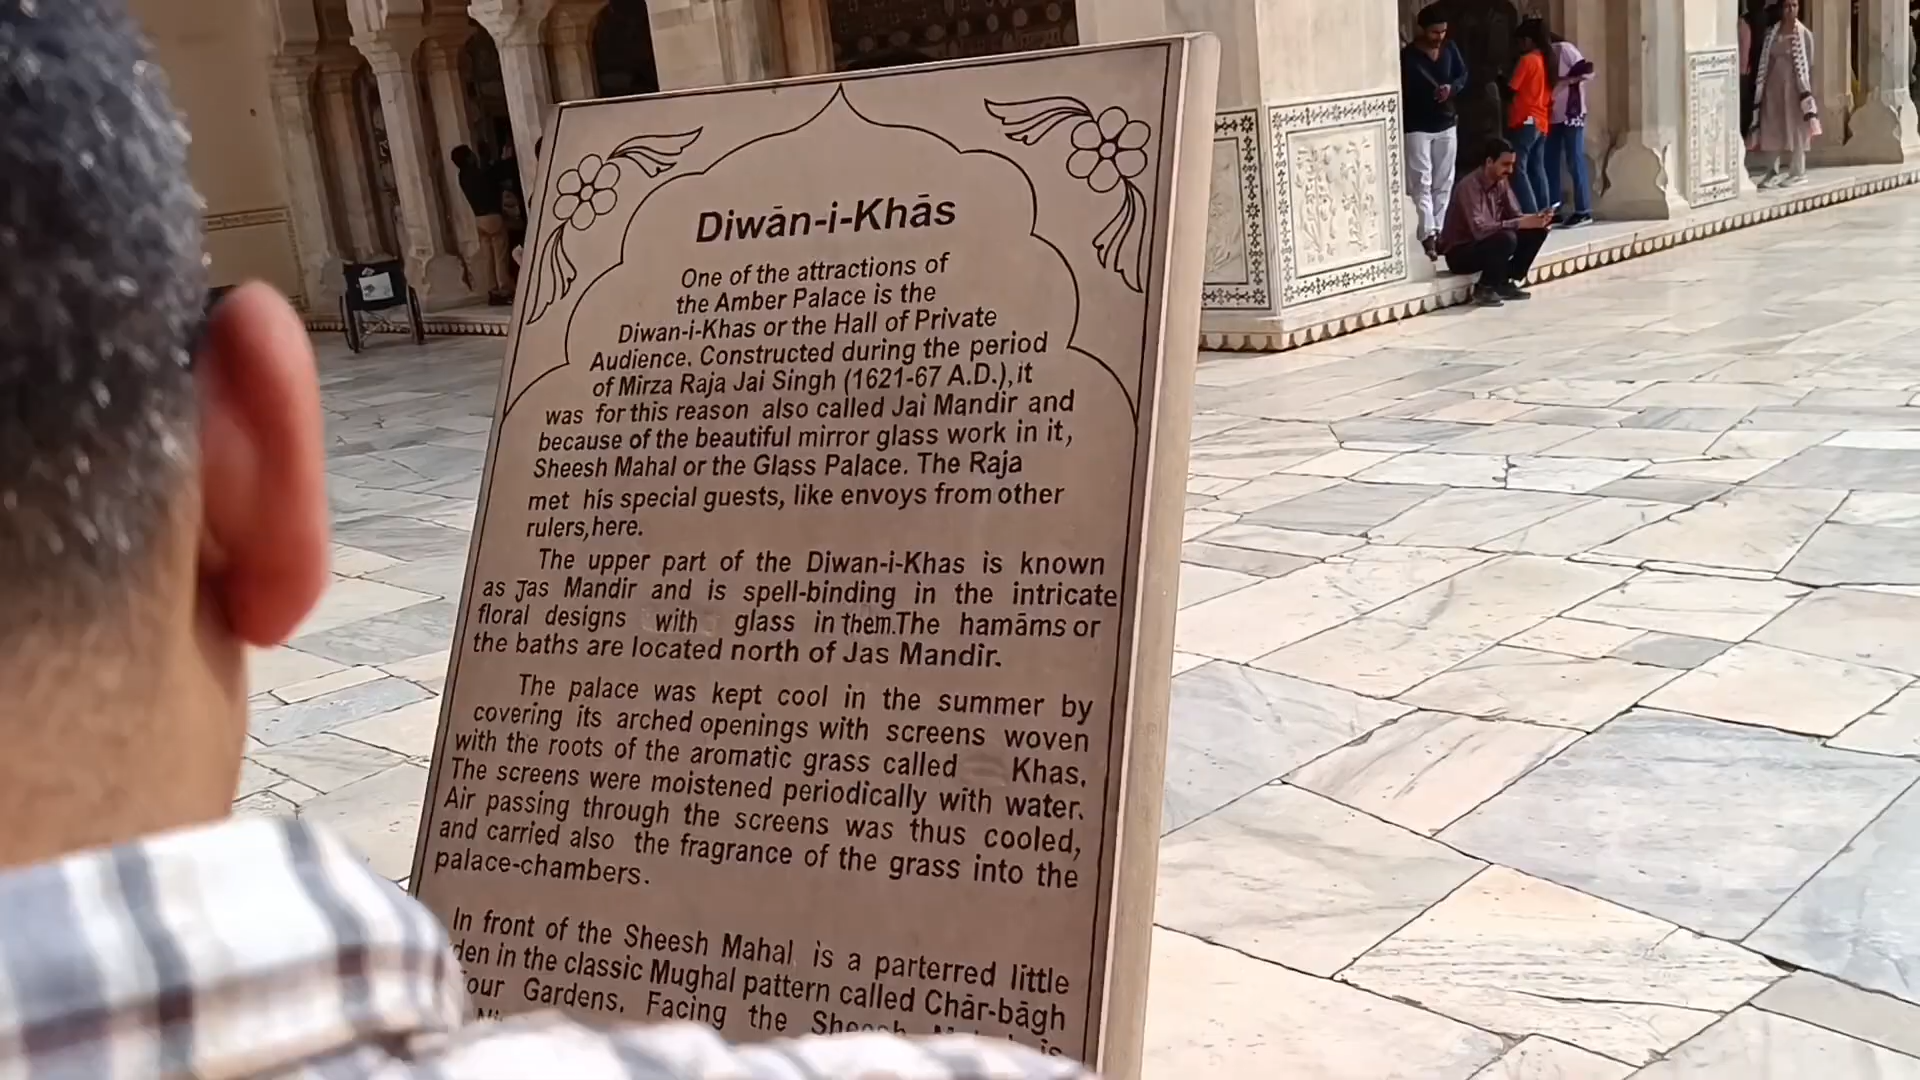 Diwān-i-Khās
One of the attractions of
the Amber Palace is the
Diwan-i-Khas or the Hall of Private
Audience. Constructed during the period
of Mirza Raja Jai Singh (1621-67 A.D.), it
was for this reason also called Jai Mandir and
because of the beautiful mirror glass work in it,
Sheesh Mahal or the Glass Palace. The Raja
met his special guests, like envoys from other
rulers, here.
The upper part of the Diwan-i-Khas is known
as Jas Mandir and is spell-binding in the intricate
floral designs with glass in them. The hamāms or
the baths are located north of Jas Mandir.
The palace was kept cool in the summer by
covering its arched openings with screens woven
with the roots of the aromatic grass called Khas.
The screens were moistened periodically with water.
Air passing through the screens was thus cooled,
and carried also the fragrance of the grass into the
palace-chambers.
In front of the Sheesh Mahal is a parterred little
den in the classic Mughal pattern called Chār-bāgh
Four Gardens. Facing the Sheesh
is